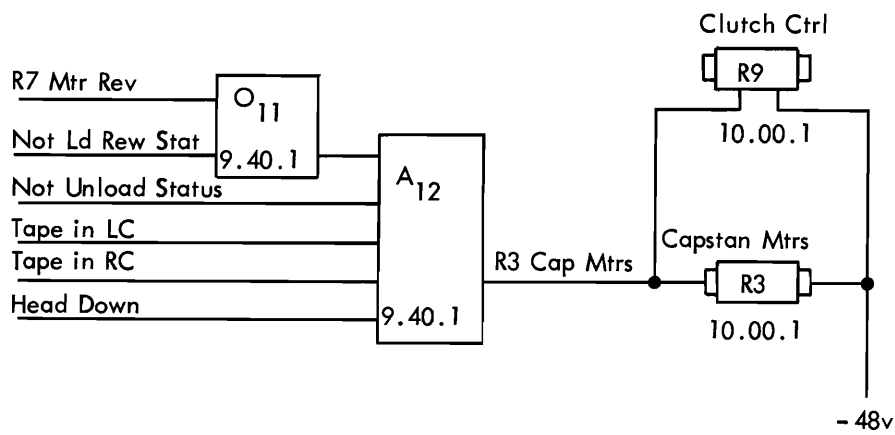 Clutch Ctrl
R9
10.00.1
R7 Mtr Rev
O11
Not Ld Rew Stat
9.40.1
Not Unload Status
A12
Tape in LC
Tape in RC
Head Down
9.40.1
R3 Cap Mtrs
Capstan Mtrs
R3
10.00.1
- 48v